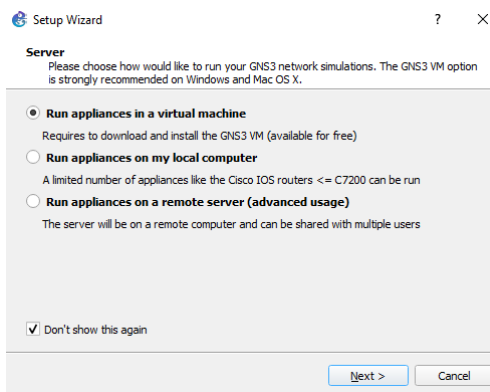 Setup Wizard
?
Server
Please choose how would like to run your GNS3 network simulations. The GNS3 VM option
is strongly recommended on Windows and Mac OS X.
Run appliances in a virtual machine
Requires to download and install the GNS3 VM (available for free)
Run appliances on my local computer
A limited number of appliances like the Cisco IOS routers <= C7200 can be run
Run appliances on a remote server (advanced usage)
The server will be on a remote computer and can be shared with multiple users
Don't show this again
Next > Cancel